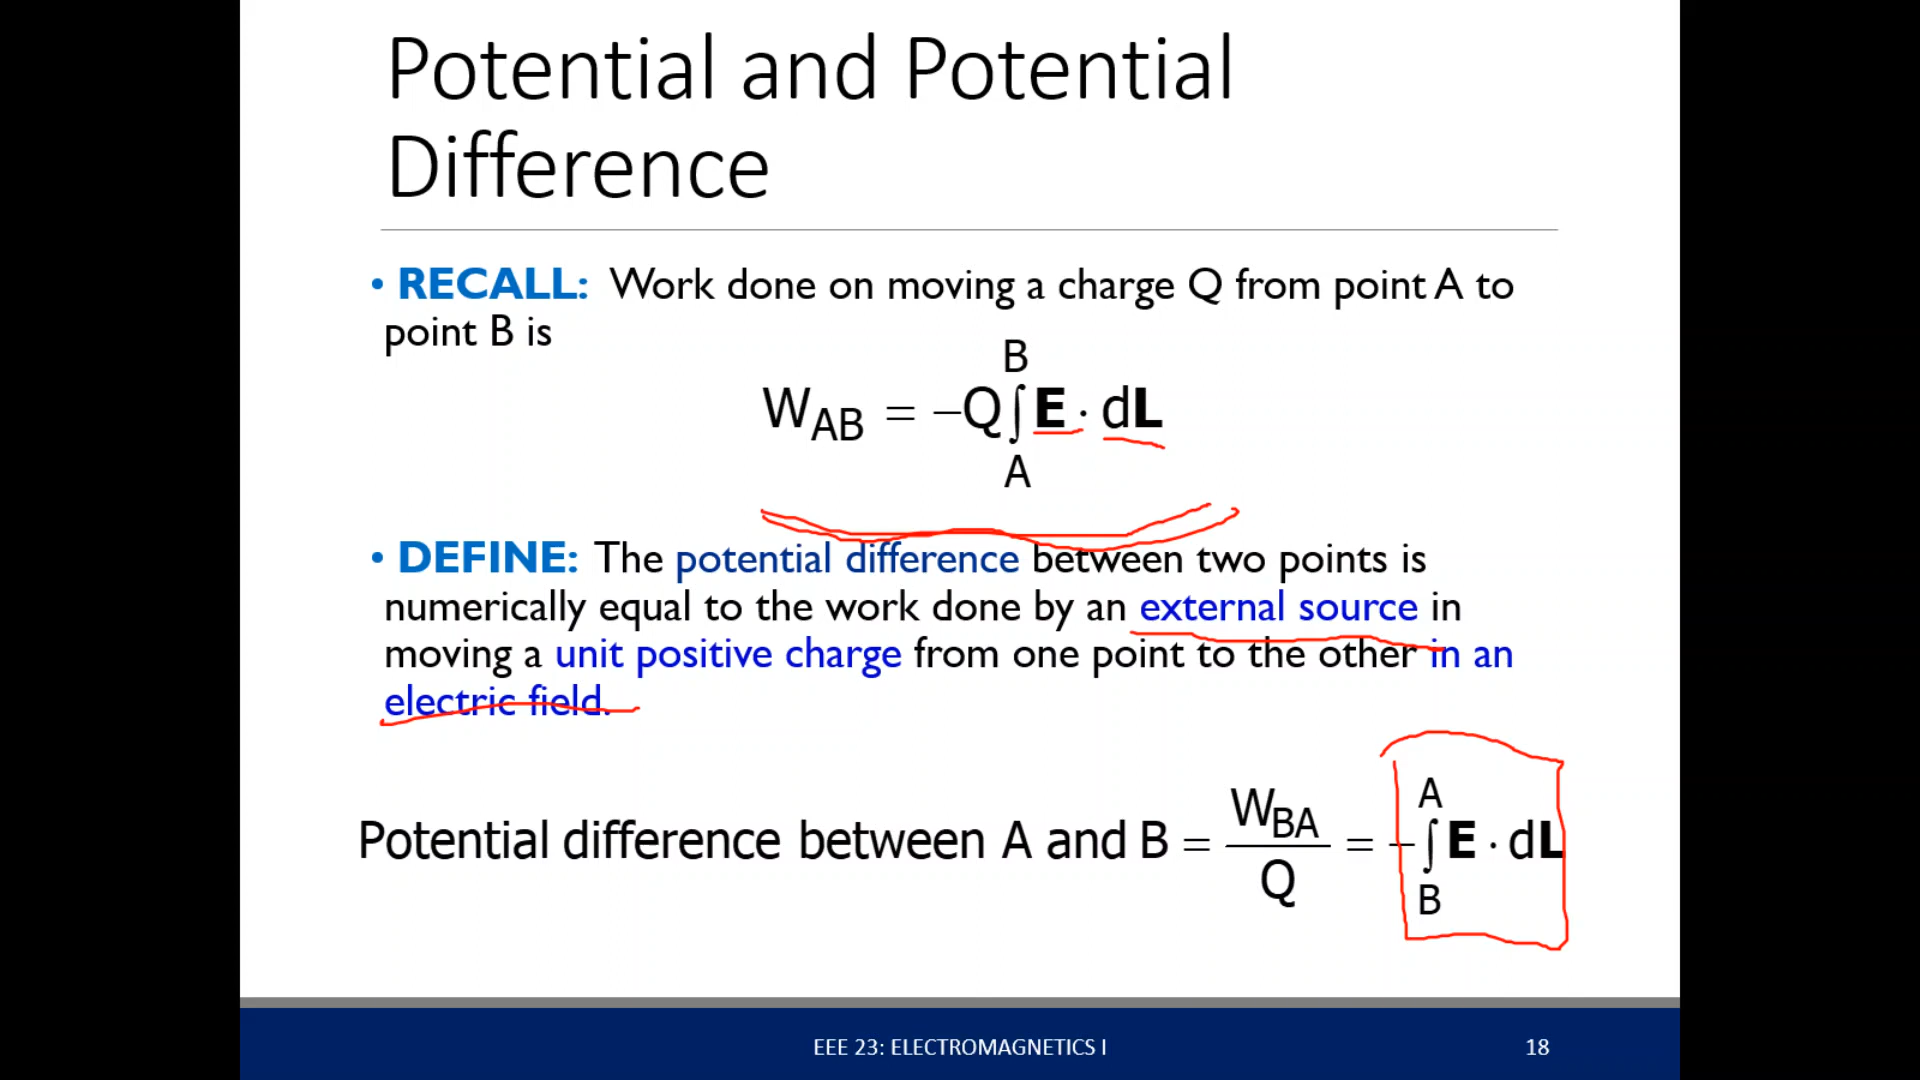 Potential and Potential
Difference
• RECALL: Work done on moving a charge Q from point A to
point B is
B
W_AB = −Q∫E · dL
A
• DEFINE: The potential difference between two points is
numerically equal to the work done by an external source in
moving a unit positive charge from one point to the other in an
electric field.
A
Potential difference between A and B = W_BA / Q = −∫E · dL
B
EEE 23: ELECTROMAGNETICS I
18